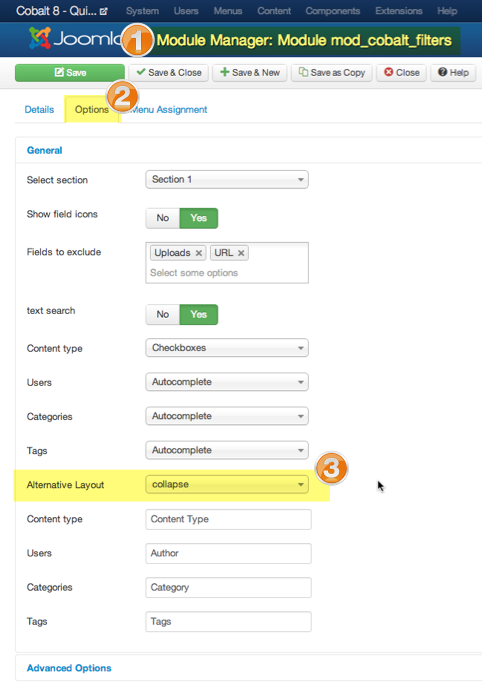 Cobalt 8 - Qui... System Users Menus Content Components Extensions Help
Joomla 1 Module Manager: Module mod_cobalt_filters
Save Save & Close Save & New Save as Copy Close Help
2
Details Options Menu Assignment
General
Select section Section 1
Show field icons No Yes
Fields to exclude Uploads URL
Select some options
text search No Yes
Content type Checkboxes
Users Autocomplete
Categories Autocomplete
Tags Autocomplete
3
Alternative Layout collapse
Content type Content Type
Users Author
Categories Category
Tags Tags
Advanced Options